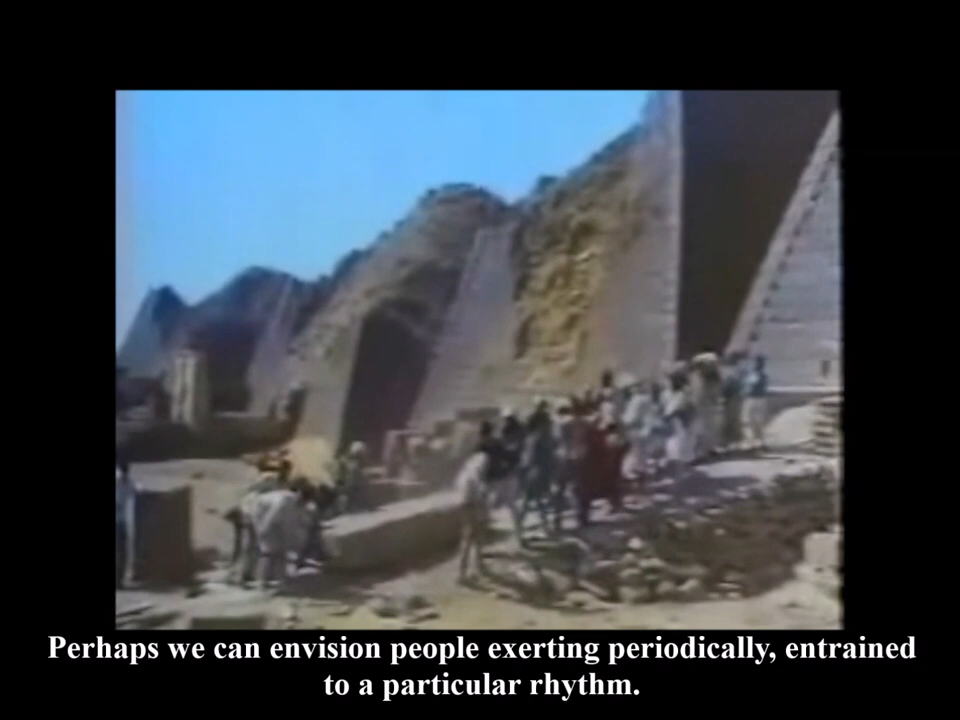 Perhaps we can envision people exerting periodically, entrained
to a particular rhythm.